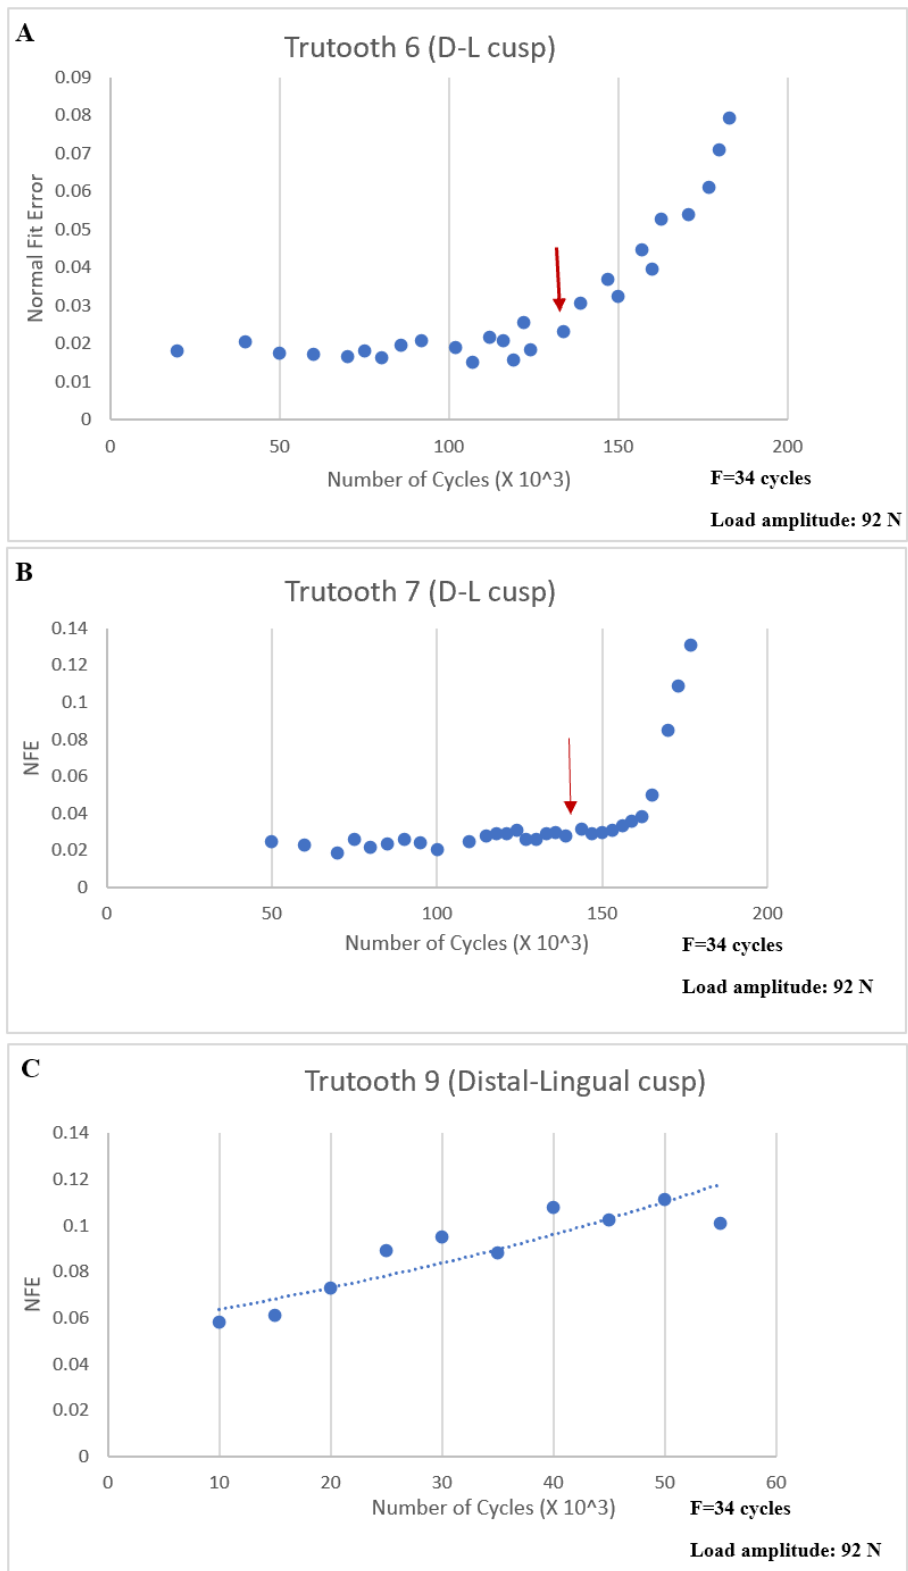 A
Trutooth 6 (D-L cusp)
0.09
0.08
0.07
0.06
0.05
0.04
0.03
0.02
0.01
0
Normal Fit Error
0 50 100 150 200
Number of Cycles (X 10^3)
F=34 cycles
Load amplitude: 92 N
B
Trutooth 7 (D-L cusp)
0.14
0.12
0.1
0.08
0.06
0.04
0.02
0
NFE
0 50 100 150 200
Number of Cycles (X 10^3)
F=34 cycles
Load amplitude: 92 N
C
Trutooth 9 (Distal-Lingual cusp)
0.14
0.12
0.1
0.08
0.06
0.04
0.02
0
NFE
0 10 20 30 40 50 60
Number of Cycles (X 10^3)
F=34 cycles
Load amplitude: 92 N